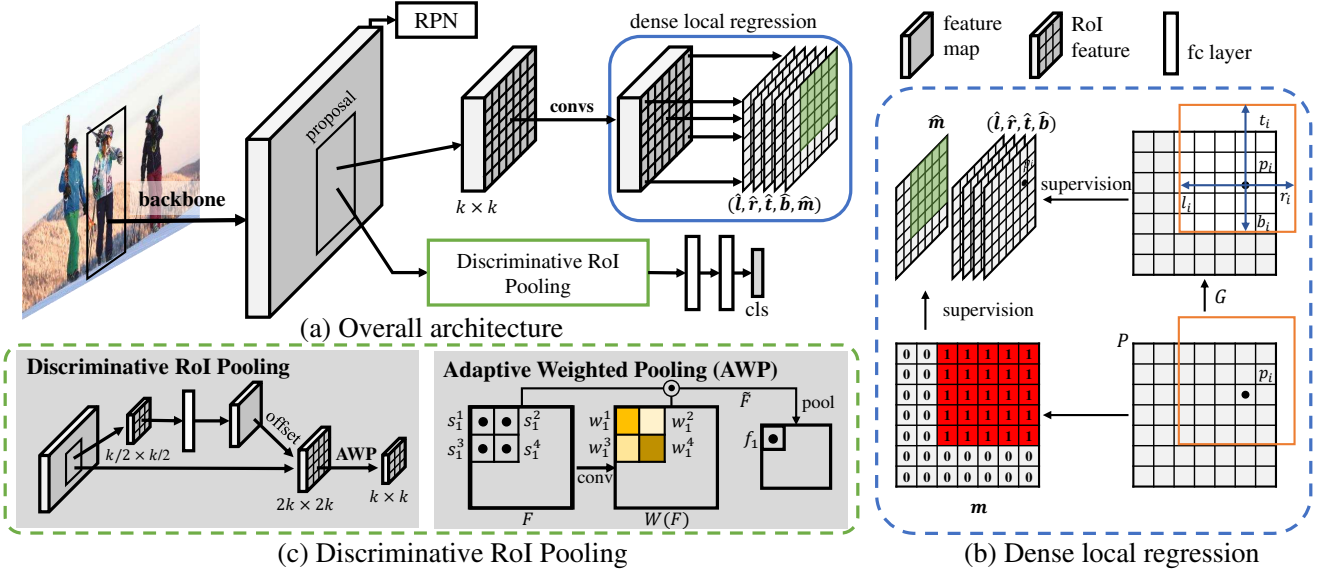 RPN
proposal
backbone
k × k
convs
dense local regression
(l̂, r̂, t̂, b̂, m̂)
Discriminative RoI
Pooling
cls
(a) Overall architecture
feature
map
RoI
feature
fc layer
m̂
(l̂, r̂, t̂, b̂)
supervision
t_i
p_i
l_i
r_i
b_i
supervision
G
P
p_i
0 0 1 1 1 1 1
0 0 1 1 1 1 1
0 0 1 1 1 1 1
0 0 1 1 1 1 1
0 0 1 1 1 1 1
0 0 0 0 0 0 0
0 0 0 0 0 0 0
m
(b) Dense local regression
Discriminative RoI Pooling
k/2 × k/2
offset
2k × 2k
AWP
k × k
Adaptive Weighted Pooling (AWP)
s_1^1 s_1^2
s_1^3 s_1^4
F
conv
w_1^1 w_1^2
w_1^3 w_1^4
W(F)
F̃
pool
f_1
(c) Discriminative RoI Pooling